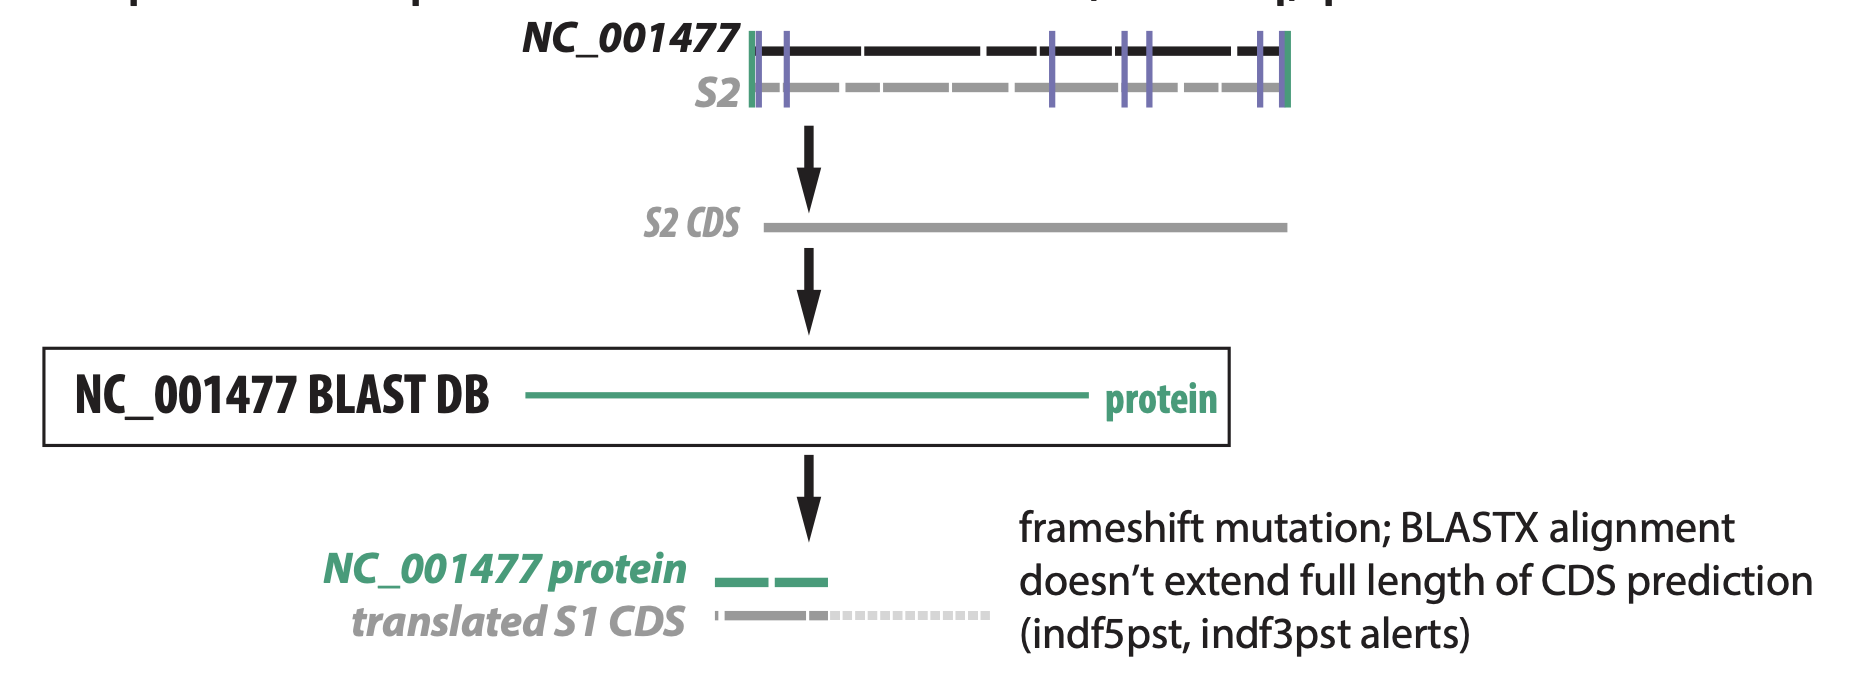 NC_001477
S2
S2 CDS
NC_001477 BLAST DB
protein
NC_001477 protein
translated S1 CDS
frameshift mutation; BLASTX alignment
doesn't extend full length of CDS prediction
(indf5pst, indf3pst alerts)